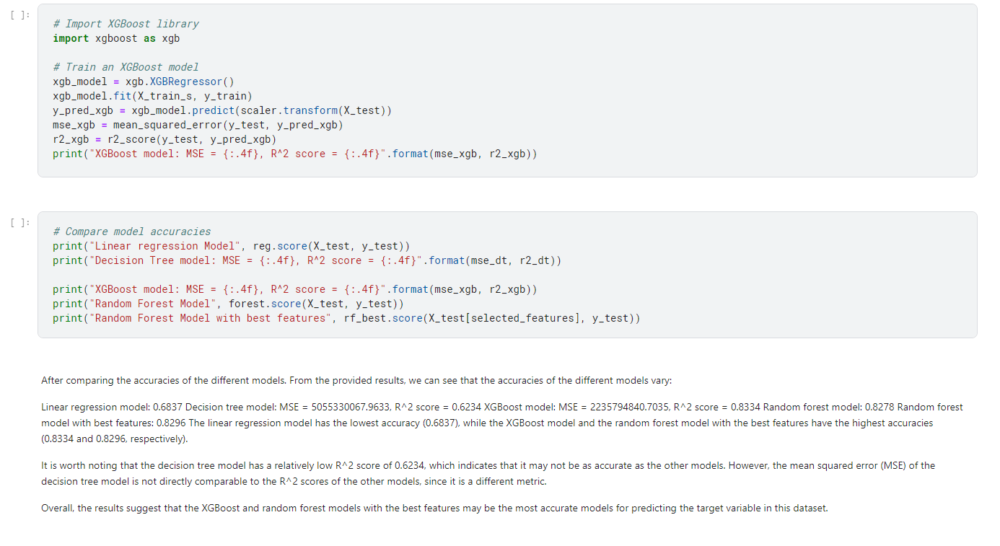 [ ]:
# Import XGBoost library
import xgboost as xgb
# Train an XGBoost model
xgb_model = xgb.XGBRegressor()
xgb_model.fit(X_train_s, y_train)
y_pred_xgb = xgb_model.predict(scaler.transform(X_test))
mse_xgb = mean_squared_error(y_test, y_pred_xgb)
r2_xgb = r2_score(y_test, y_pred_xgb)
print("XGBoost model: MSE = {:.4f}, R^2 score = {:.4f}".format(mse_xgb, r2_xgb))
[ ]:
# Compare model accuracies
print("Linear regression Model", reg.score(X_test, y_test))
print("Decision Tree model: MSE = {:.4f}, R^2 score = {:.4f}".format(mse_dt, r2_dt))
print("XGBoost model: MSE = {:.4f}, R^2 score = {:.4f}".format(mse_xgb, r2_xgb))
print("Random Forest Model", forest.score(X_test, y_test))
print("Random Forest Model with best features", rf_best.score(X_test[selected_features], y_test))
After comparing the accuracies of the different models. From the provided results, we can see that the accuracies of the different models vary:
Linear regression model: 0.6837 Decision tree model: MSE = 5055330067.9633, R^2 score = 0.6234 XGBoost model: MSE = 2235794840.7035, R^2 score = 0.8334 Random forest model: 0.8278 Random forest
model with best features: 0.8296 The linear regression model has the lowest accuracy (0.6837), while the XGBoost model and the random forest model with the best features have the highest accuracies
(0.8334 and 0.8296, respectively).
It is worth noting that the decision tree model has a relatively low R^2 score of 0.6234, which indicates that it may not be as accurate as the other models. However, the mean squared error (MSE) of the
decision tree model is not directly comparable to the R^2 scores of the other models, since it is a different metric.
Overall, the results suggest that the XGBoost and random forest models with the best features may be the most accurate models for predicting the target variable in this dataset.